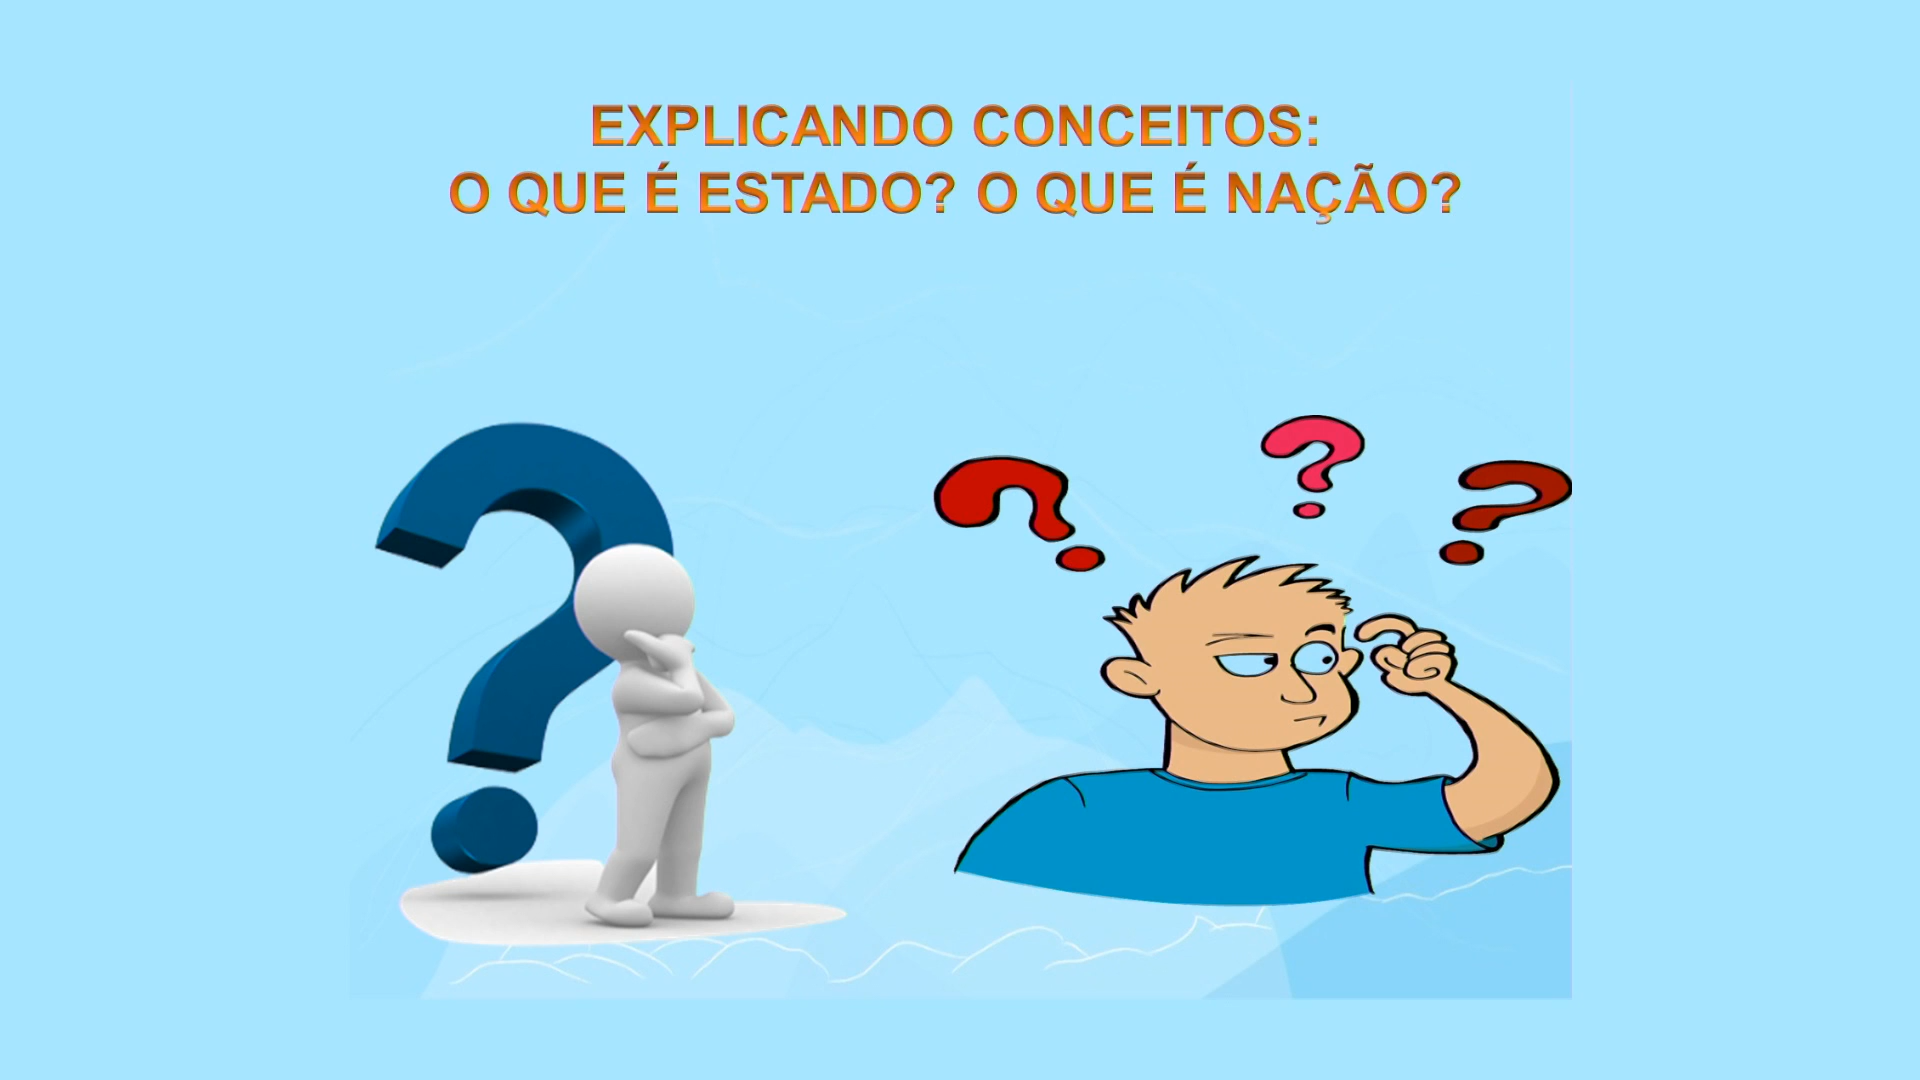 EXPLICANDO CONCEITOS:
O QUE É ESTADO? O QUE É NAÇÃO?